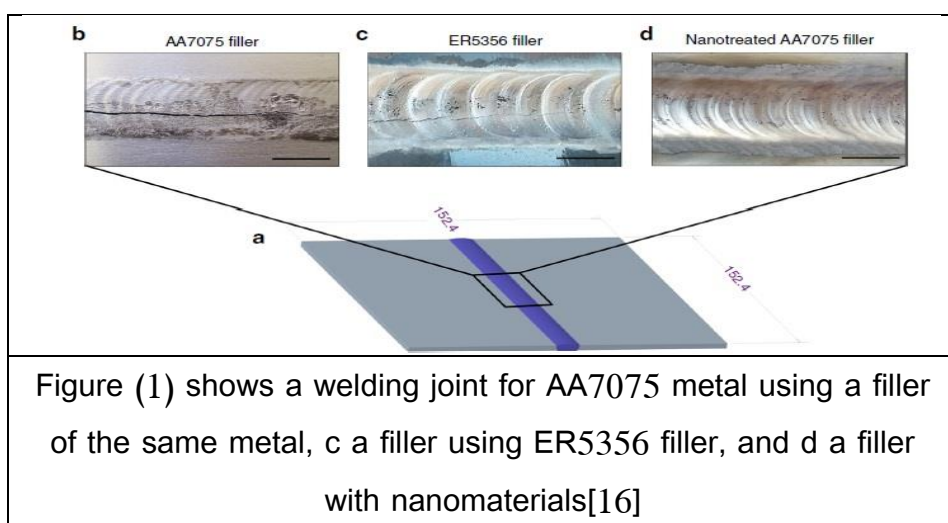 b AA7075 filler c ER5356 filler d Nanotreated AA7075 filler
a 152.4 152.4
Figure (1) shows a welding joint for AA7075 metal using a filler
of the same metal, c a filler using ER5356 filler, and d a filler
with nanomaterials[16]